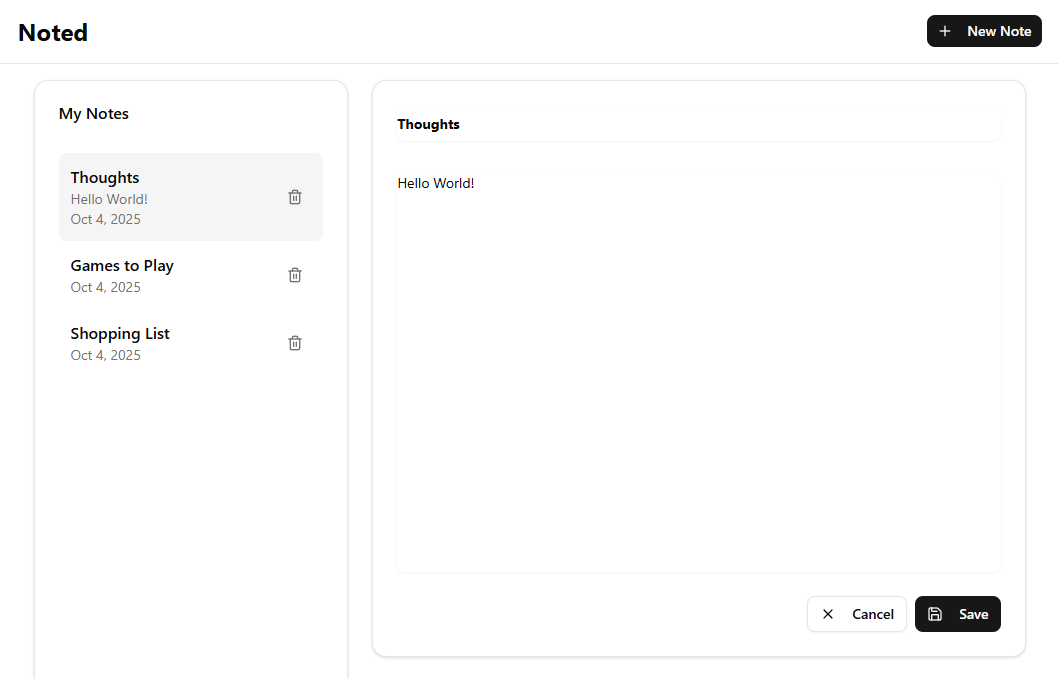 Noted
New Note
My Notes
Thoughts
Hello World!
Oct 4, 2025
Games to Play
Oct 4, 2025
Shopping List
Oct 4, 2025
Thoughts
Hello World!
Cancel
Save